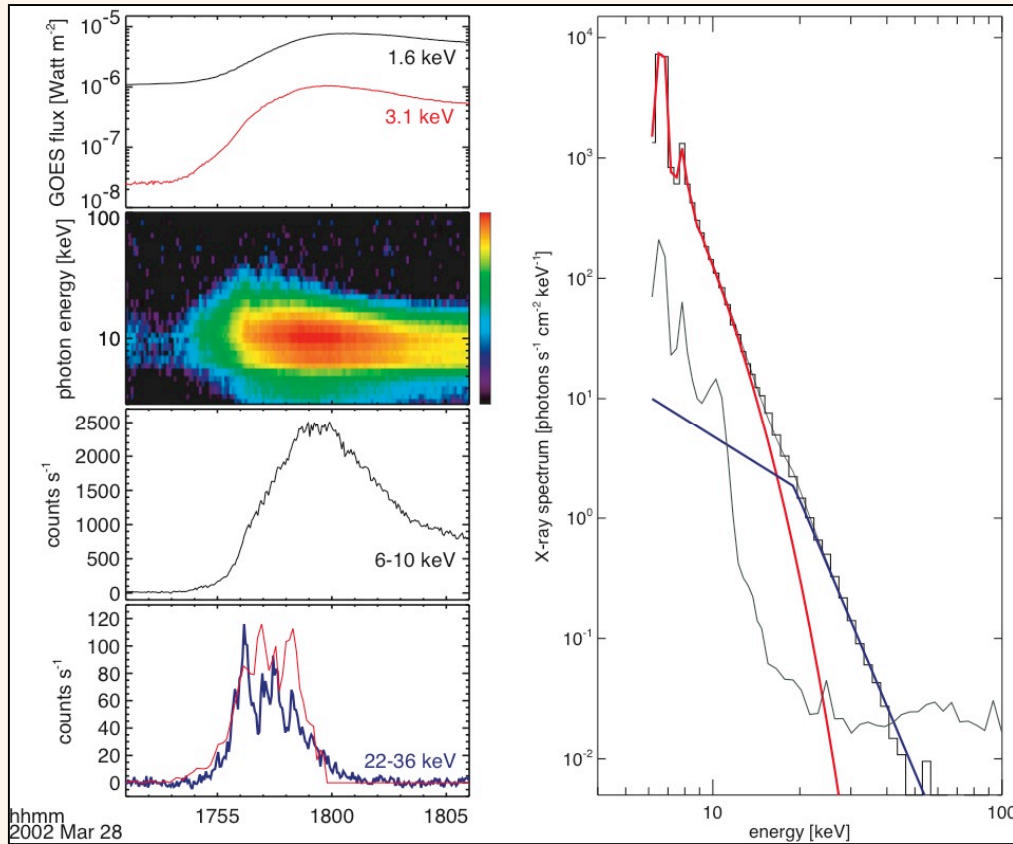 GOES flux [Watt m⁻²]
10⁻⁵
10⁻⁶
10⁻⁷
10⁻⁸
1.6 keV
3.1 keV
photon energy [keV]
100
10
counts s⁻¹
2500
2000
1500
1000
500
0
6-10 keV
counts s⁻¹
120
100
80
60
40
20
0
22-36 keV
hhmm
1755 1800 1805
2002 Mar 28
X-ray spectrum [photons s⁻¹ cm⁻² keV⁻¹]
10⁴
10³
10²
10¹
10⁰
10⁻¹
10⁻²
10 100
energy [keV]